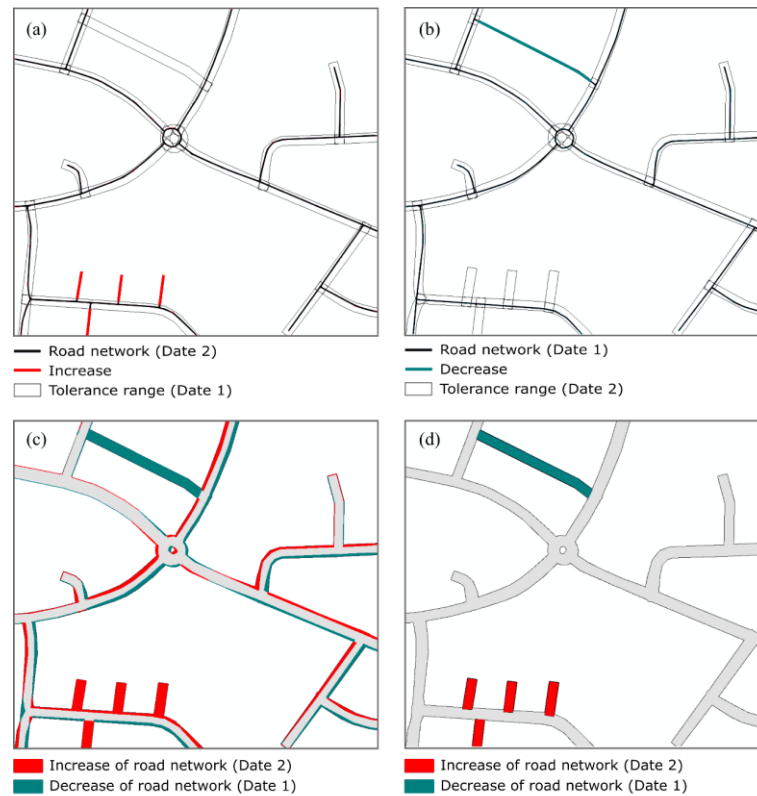 (a)
(b)
Road network (Date 2)
Increase
Tolerance range (Date 1)
Road network (Date 1)
Decrease
Tolerance range (Date 2)
(c)
(d)
Increase of road network (Date 2)
Decrease of road network (Date 1)
Increase of road network (Date 2)
Decrease of road network (Date 1)